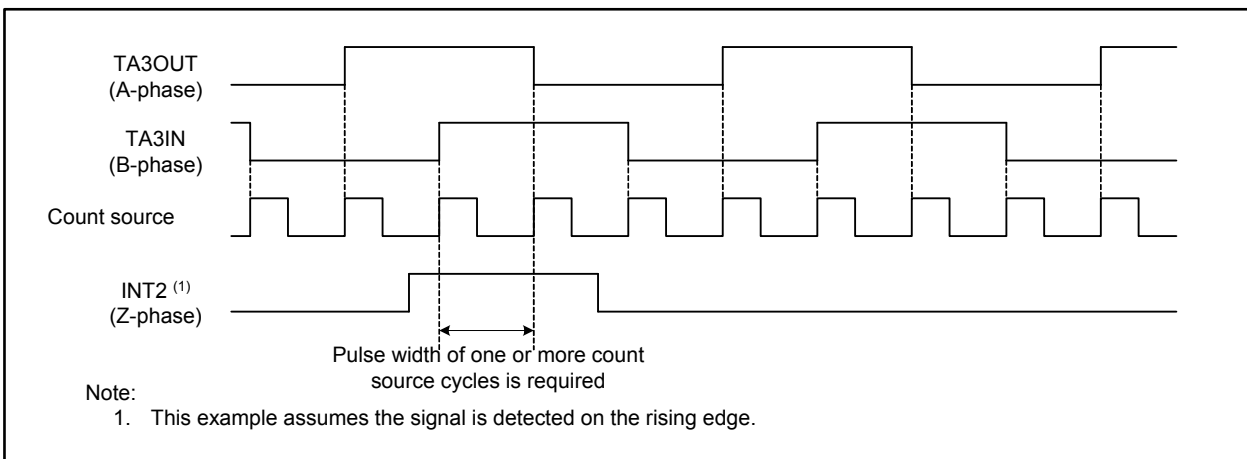 TA3OUT
(A-phase)
TA3IN
(B-phase)
Count source
INT2 (1)
(Z-phase)
Pulse width of one or more count
source cycles is required
Note:
1. This example assumes the signal is detected on the rising edge.